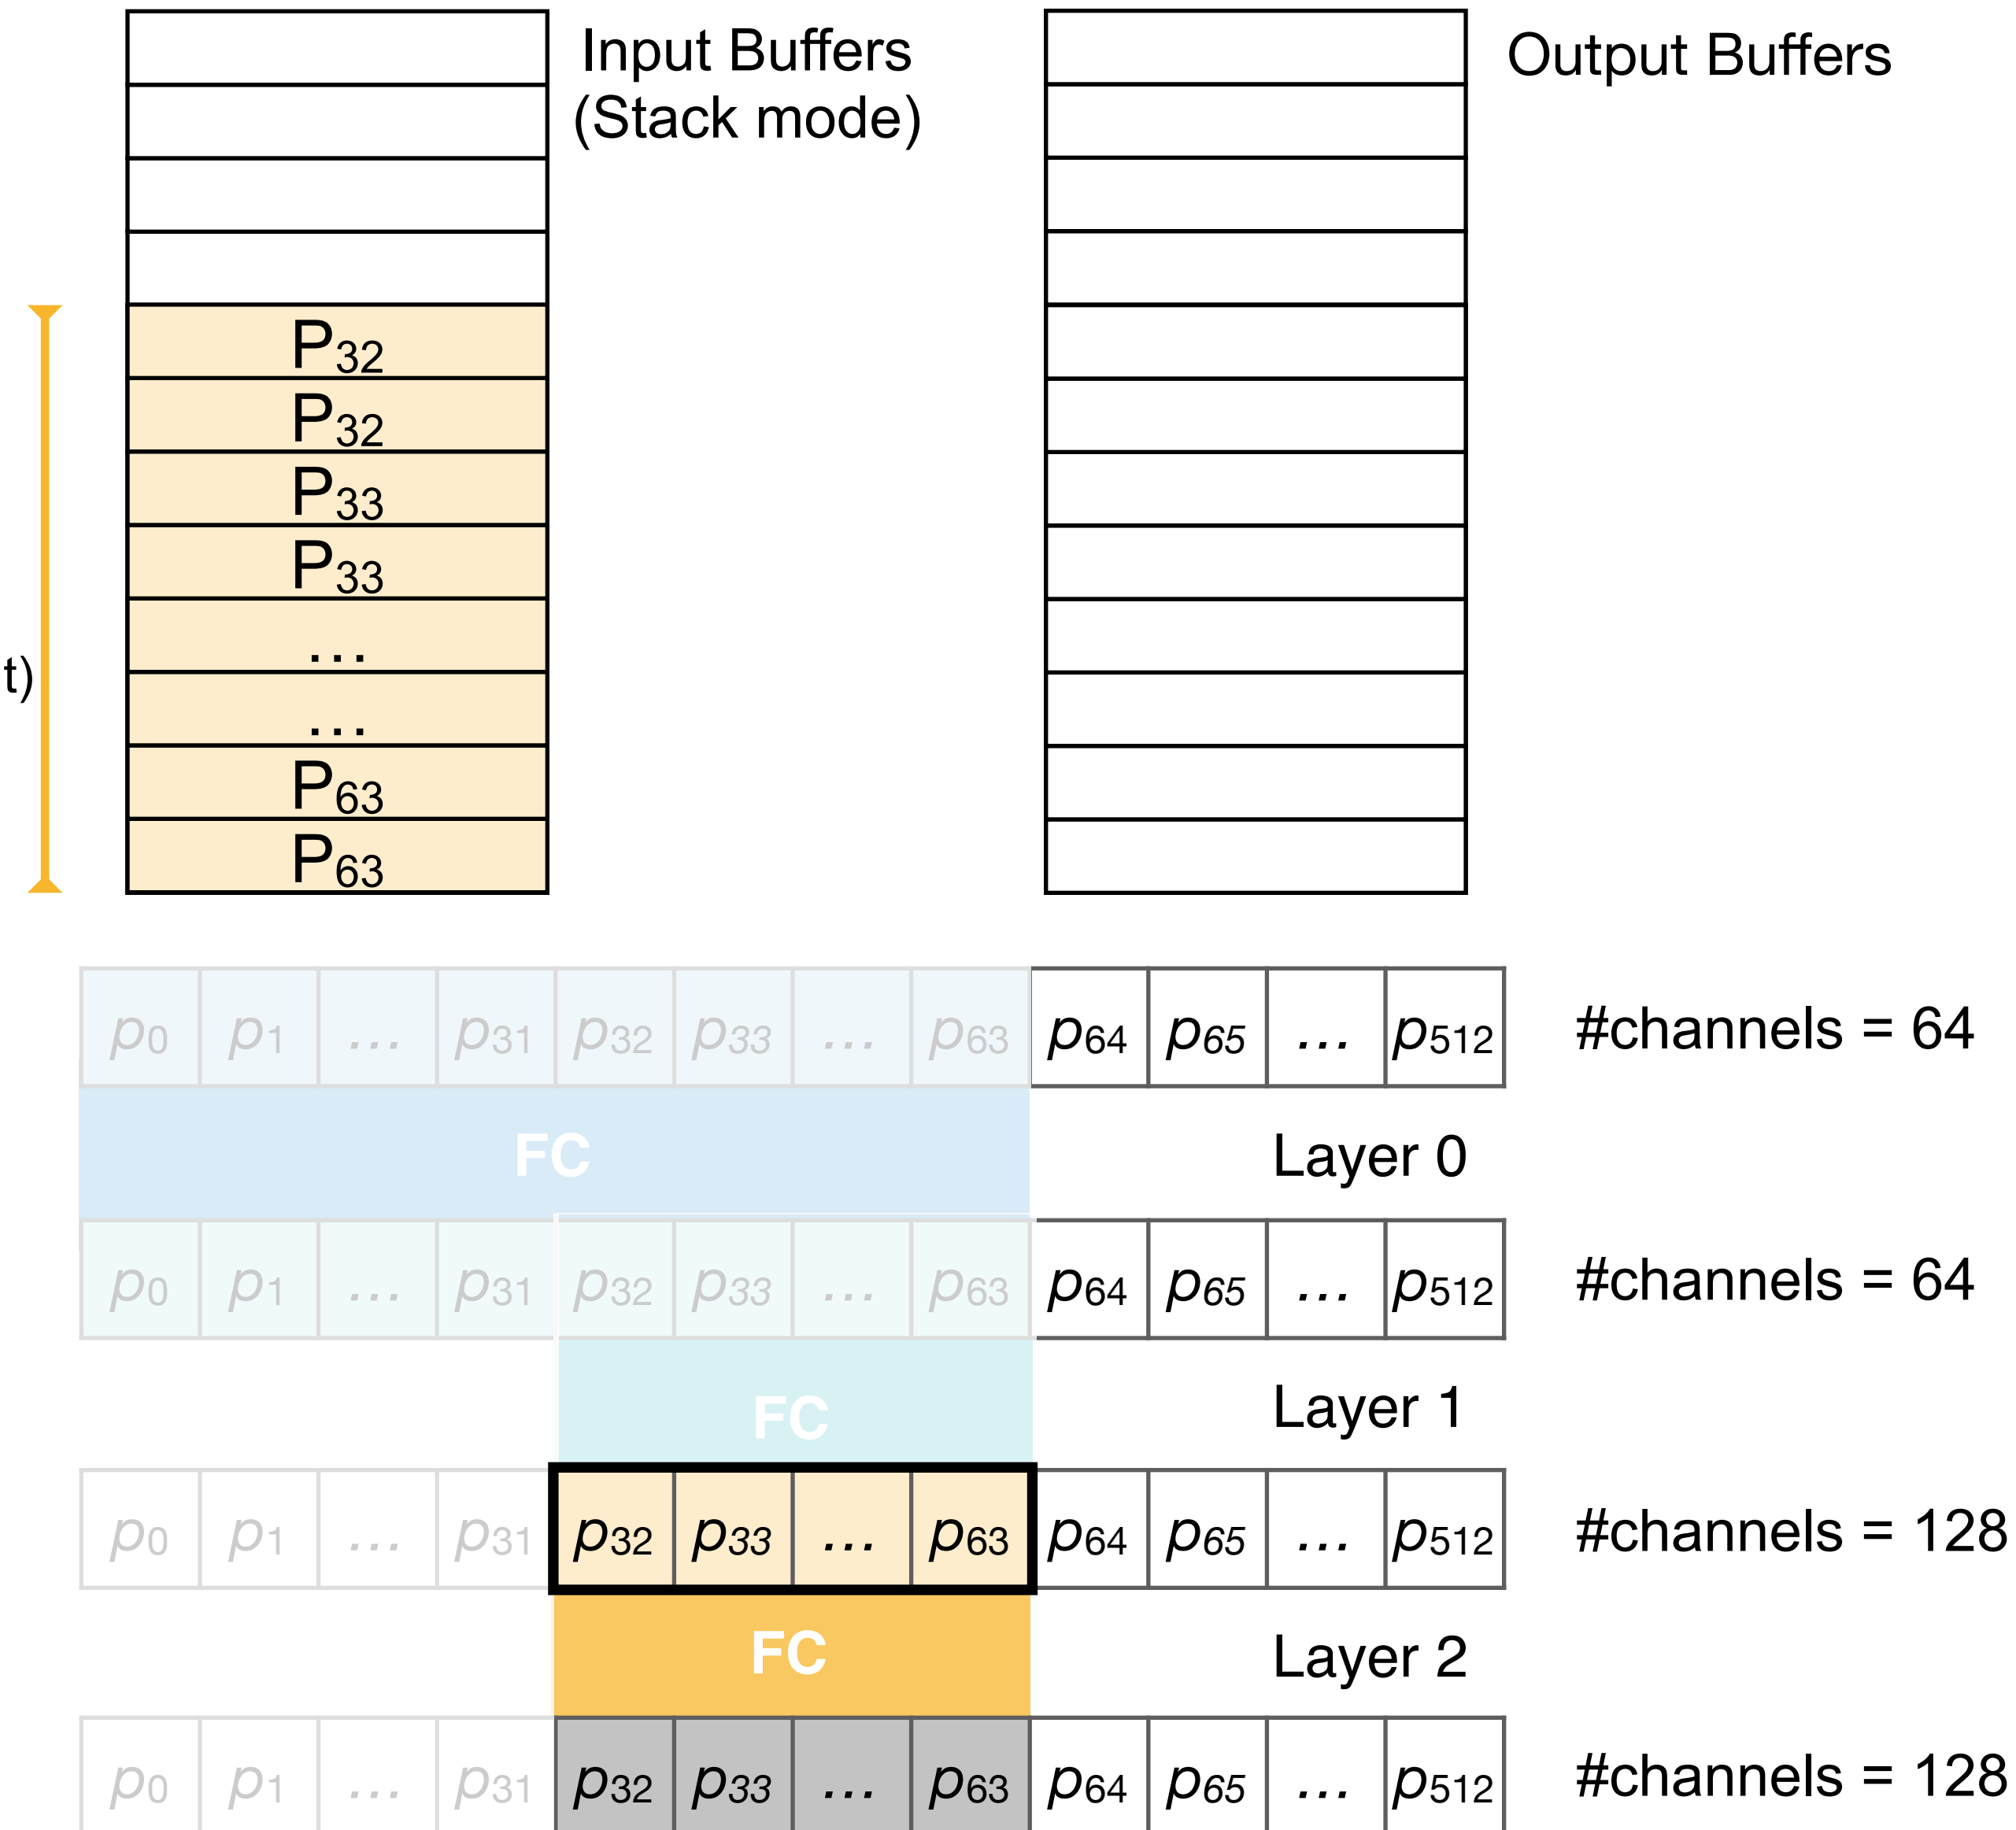 Input Buffers
(Stack mode)
Output Buffers
P32
P32
P33
P33
...
t)
...
P63
P63
p0 p1 ... p31 p32 p33 ... p63 p64 p65 ... p512 #channels = 64
FC Layer 0
p0 p1 ... p31 p32 p33 ... p63 p64 p65 ... p512 #channels = 64
FC Layer 1
p0 p1 ... p31 p32 p33 ... p63 p64 p65 ... p512 #channels = 128
FC Layer 2
p0 p1 ... p31 p32 p33 ... p63 p64 p65 ... p512 #channels = 128